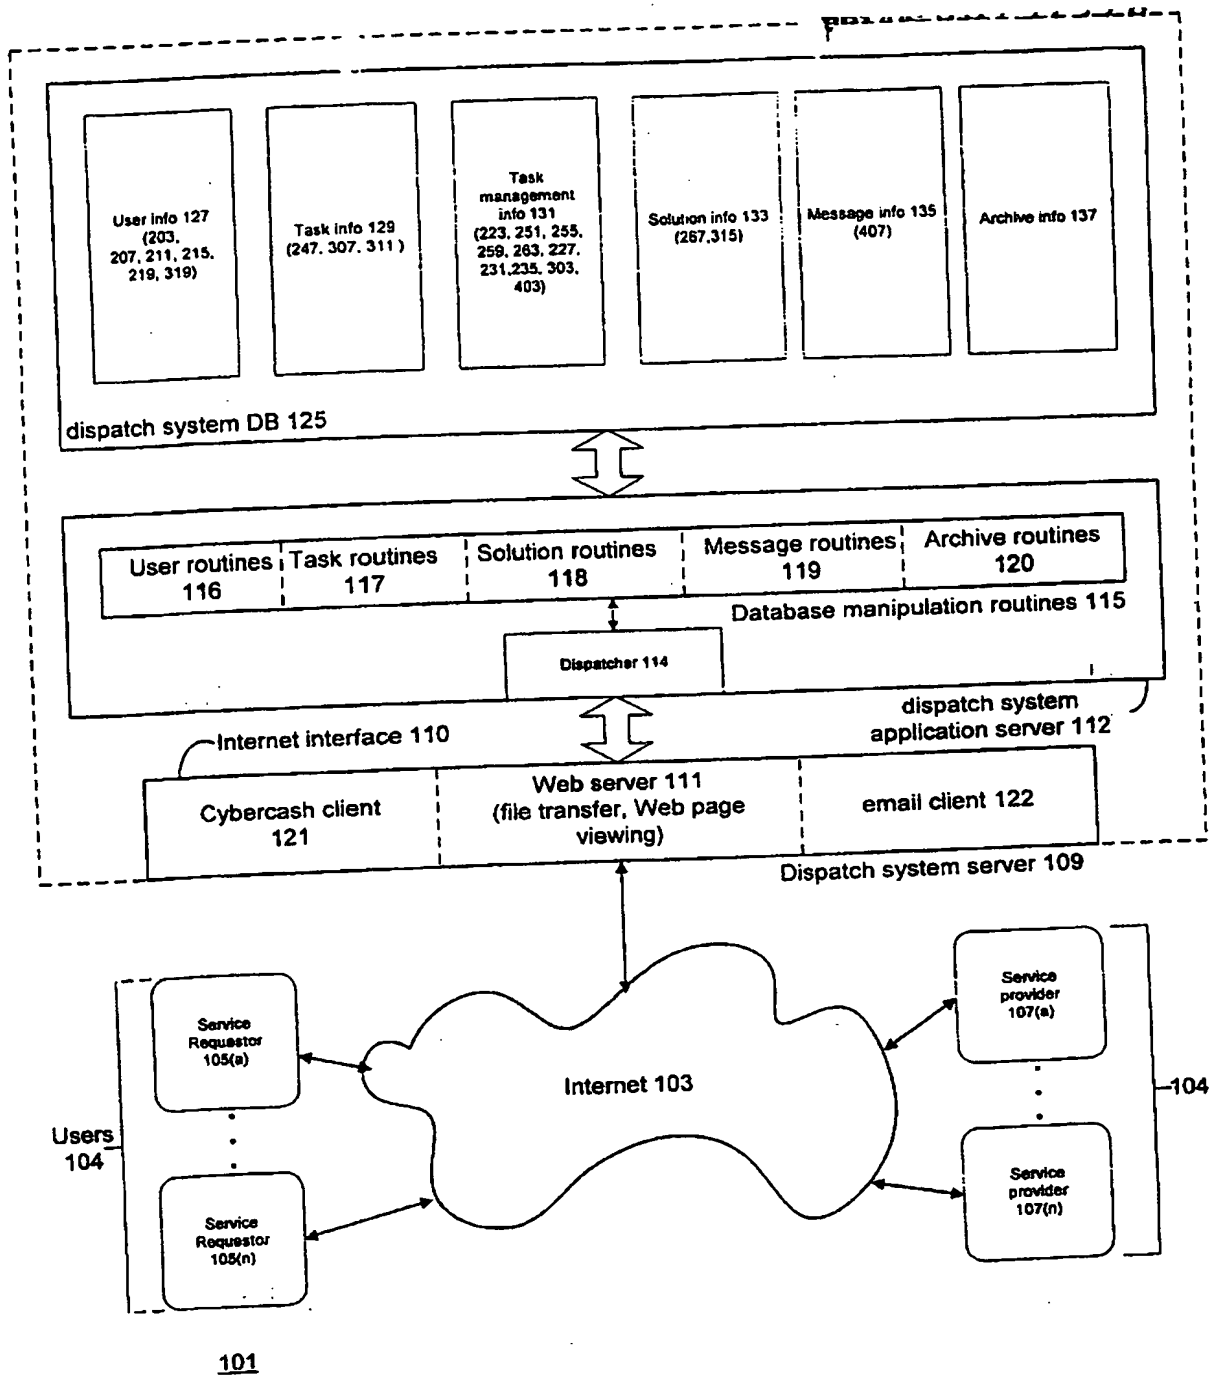 User info 127
(203,
207, 211, 215,
219, 319)
Task info 129
(247, 307, 311 )
Task
management
info 131
(223, 251, 255,
259, 263, 227,
231,235, 303,
403)
Solution info 133
(267,315)
Message info 135
(407)
Archive info 137
dispatch system DB 125
User routines
116
Task routines
117
Solution routines
118
Message routines
119
Archive routines
120
Database manipulation routines 115
Dispatcher 114
dispatch system
application server 112
Internet interface 110
Cybercash client
121
Web server 111
(file transfer, Web page
viewing)
email client 122
Dispatch system server 109
Service
Requestor
105(a)
Service
provider
107(a)
Internet 103
Users
104
104
Service
Requestor
105(n)
Service
provider
107(n)
101